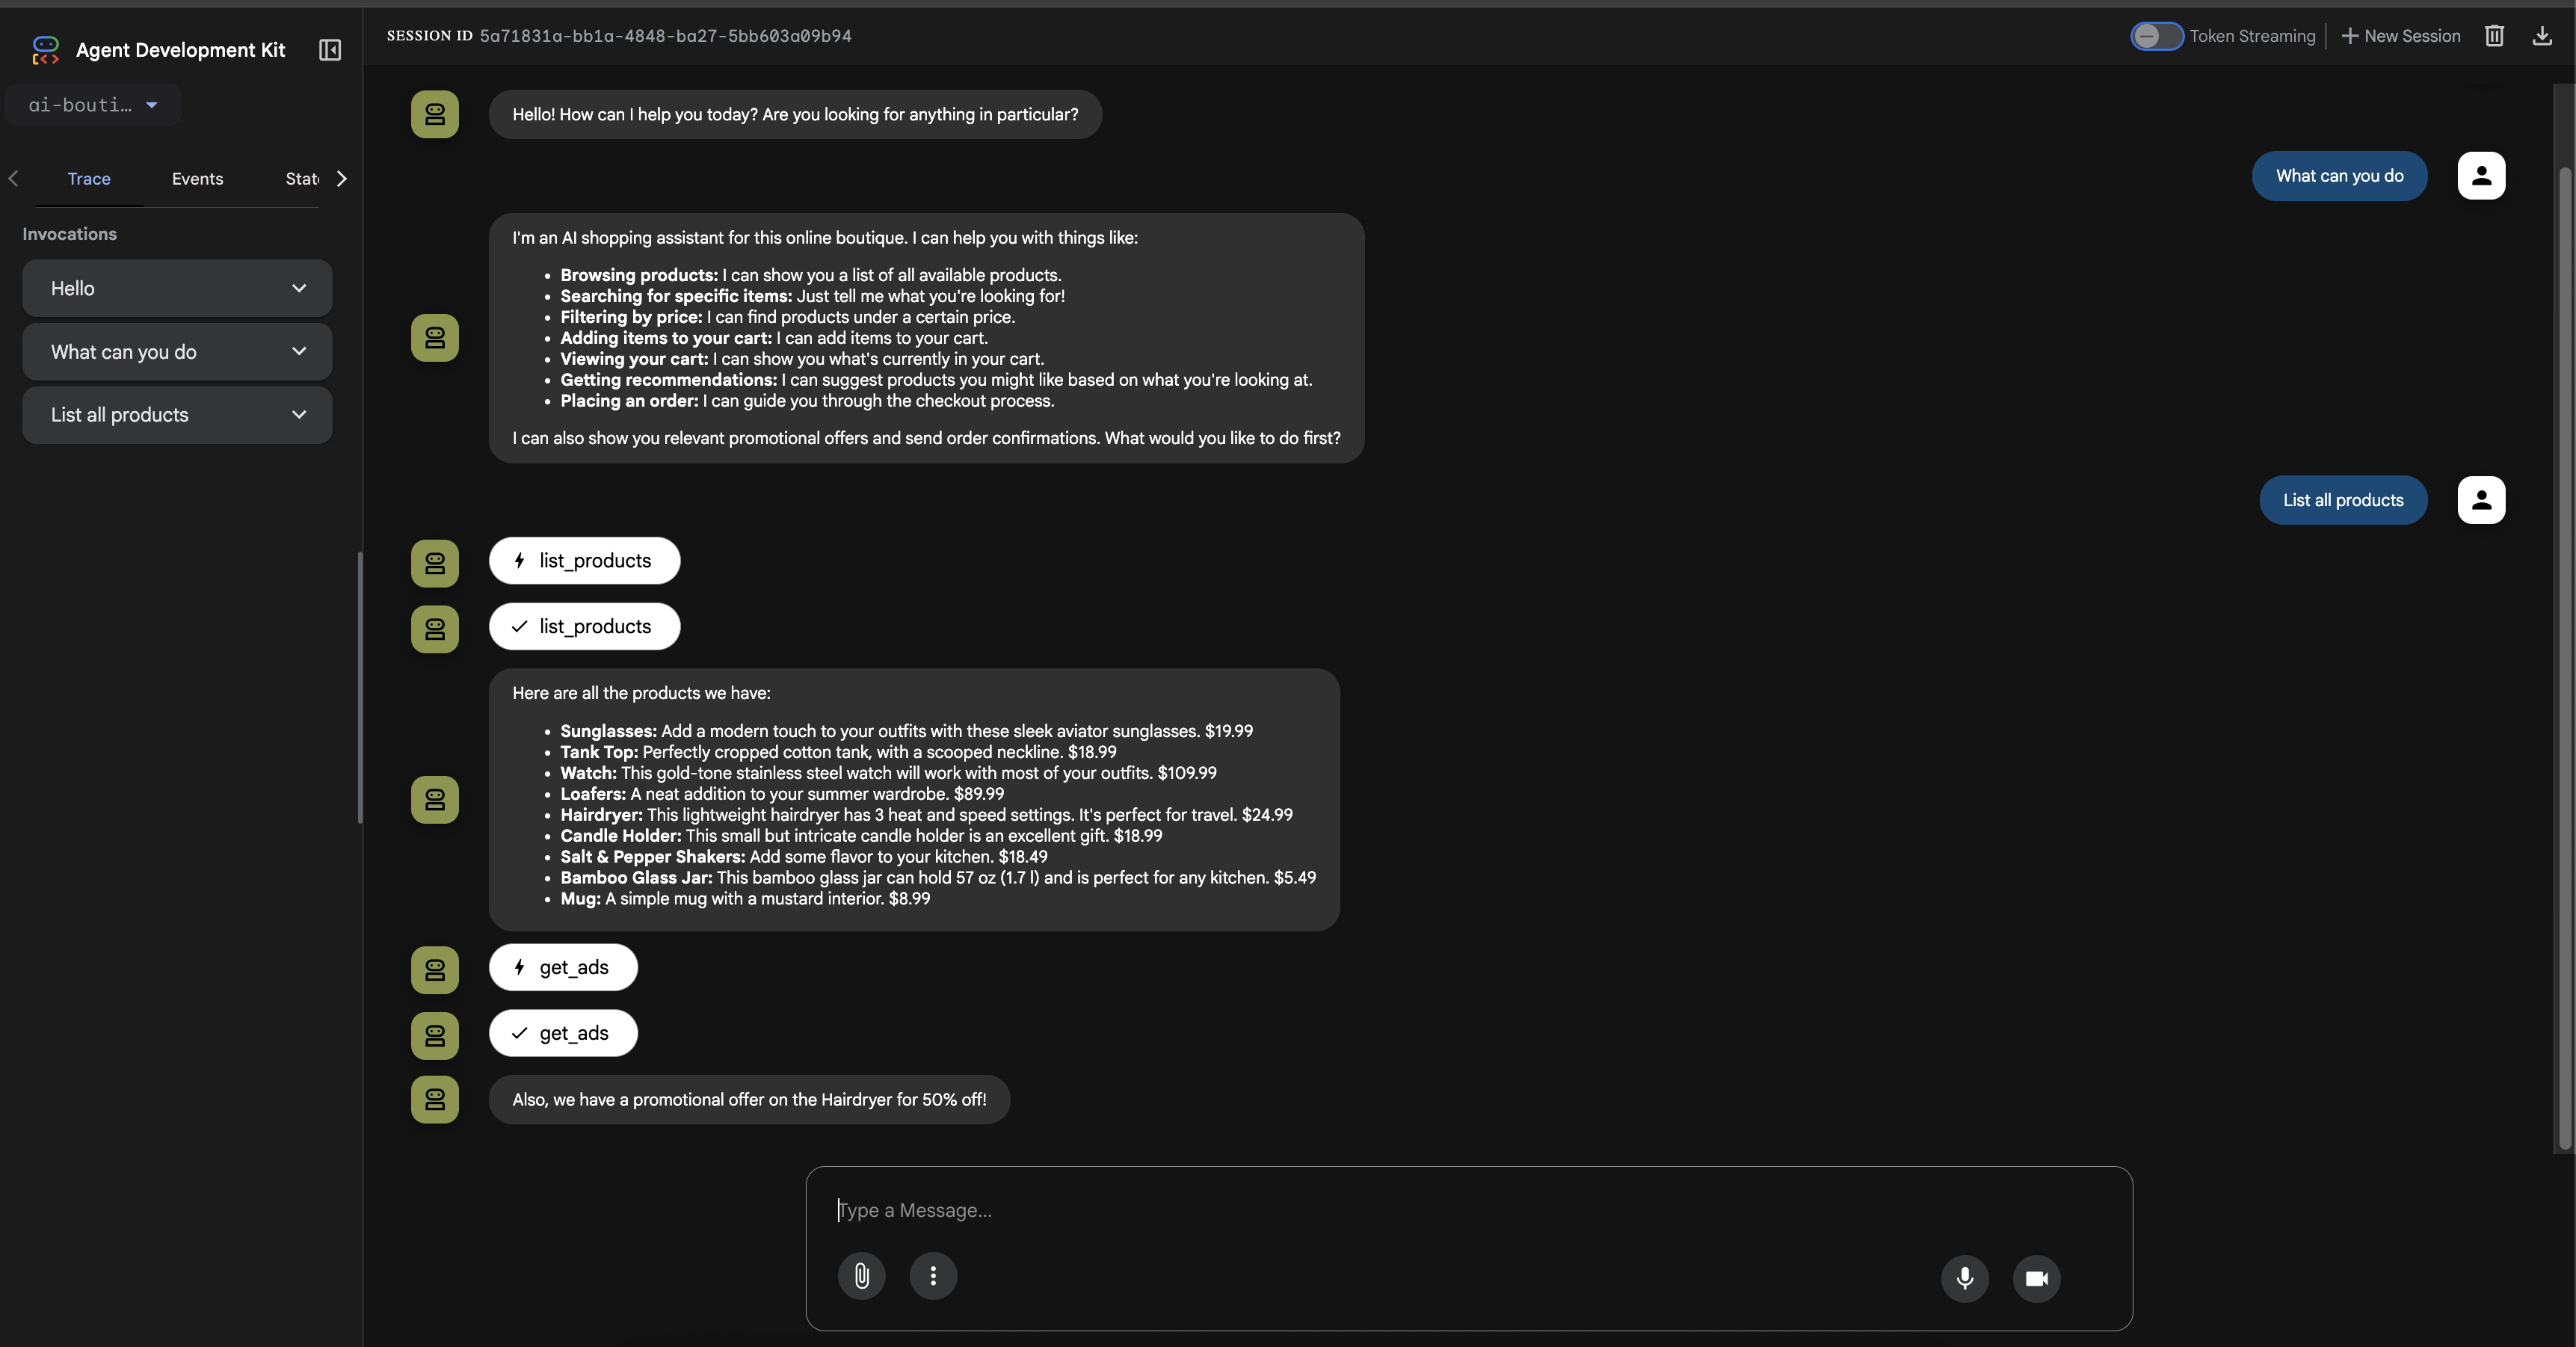 Agent Development Kit
SESSION ID 5a71831a-bb1a-4848-ba27-5bb603a09b94
Token Streaming
New Session
ai-bouti...
Trace
Events
Stat
Invocations
Hello
What can you do
List all products
Hello! How can I help you today? Are you looking for anything in particular?
What can you do
I'm an AI shopping assistant for this online boutique. I can help you with things like:
• Browsing products: I can show you a list of all available products.
• Searching for specific items: Just tell me what you're looking for!
• Filtering by price: I can find products under a certain price.
• Adding items to your cart: I can add items to your cart.
• Viewing your cart: I can show you what's currently in your cart.
• Getting recommendations: I can suggest products you might like based on what you're looking at.
• Placing an order: I can guide you through the checkout process.
I can also show you relevant promotional offers and send order confirmations. What would you like to do first?
List all products
list_products
list_products
Here are all the products we have:
• Sunglasses: Add a modern touch to your outfits with these sleek aviator sunglasses. $19.99
• Tank Top: Perfectly cropped cotton tank, with a scooped neckline. $18.99
• Watch: This gold-tone stainless steel watch will work with most of your outfits. $109.99
• Loafers: A neat addition to your summer wardrobe. $89.99
• Hairdryer: This lightweight hairdryer has 3 heat and speed settings. It's perfect for travel. $24.99
• Candle Holder: This small but intricate candle holder is an excellent gift. $18.99
• Salt & Pepper Shakers: Add some flavor to your kitchen. $18.49
• Bamboo Glass Jar: This bamboo glass jar can hold 57 oz (1.7 l) and is perfect for any kitchen. $5.49
• Mug: A simple mug with a mustard interior. $8.99
get_ads
get_ads
Also, we have a promotional offer on the Hairdryer for 50% off!
Type a Message...